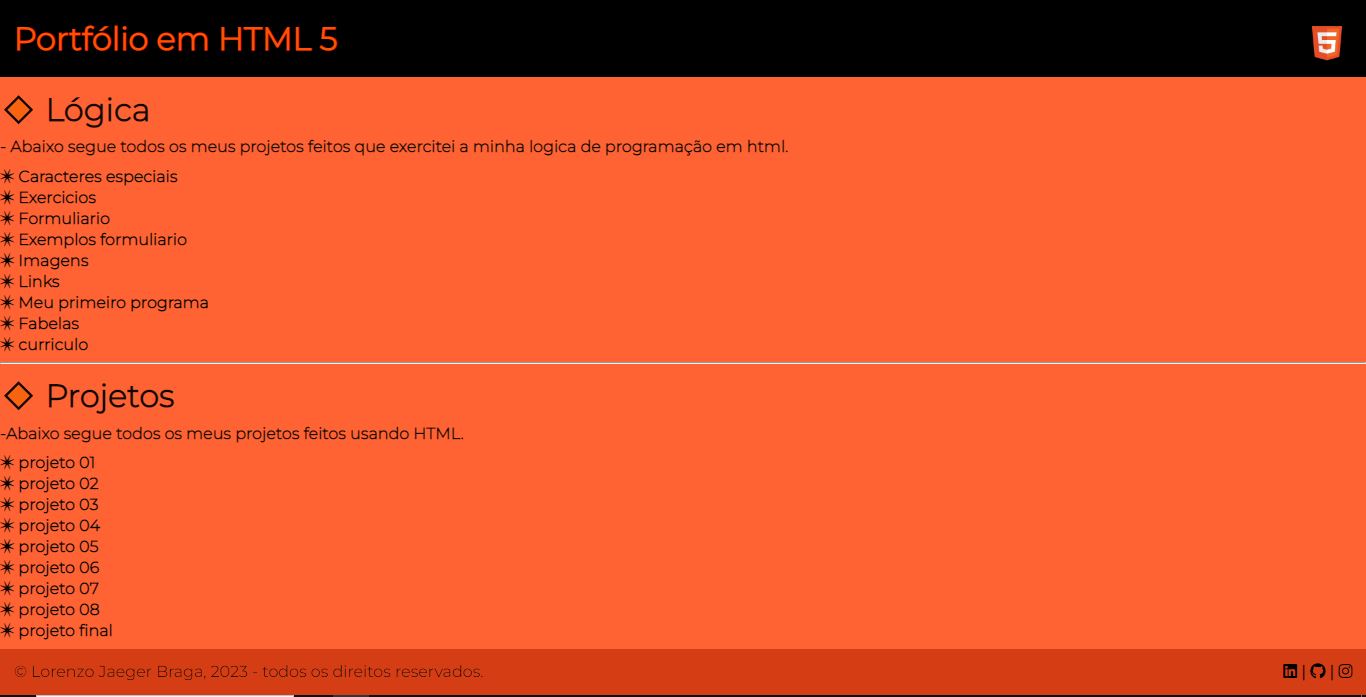 Portfólio em HTML 5
5
Lógica
- Abaixo segue todos os meus projetos feitos que exercitei a minha logica de programação em html.
✴ Caracteres especiais
✴ Exercicios
✴ Formuliario
✴ Exemplos formuliario
✴ Imagens
✴ Links
✴ Meu primeiro programa
✴ Fabelas
✴ curriculo
Projetos
-Abaixo segue todos os meus projetos feitos usando HTML.
✴ projeto 01
✴ projeto 02
✴ projeto 03
✴ projeto 04
✴ projeto 05
✴ projeto 06
✴ projeto 07
✴ projeto 08
✴ projeto final
© Lorenzo Jaeger Braga, 2023 - todos os direitos reservados.
in | |